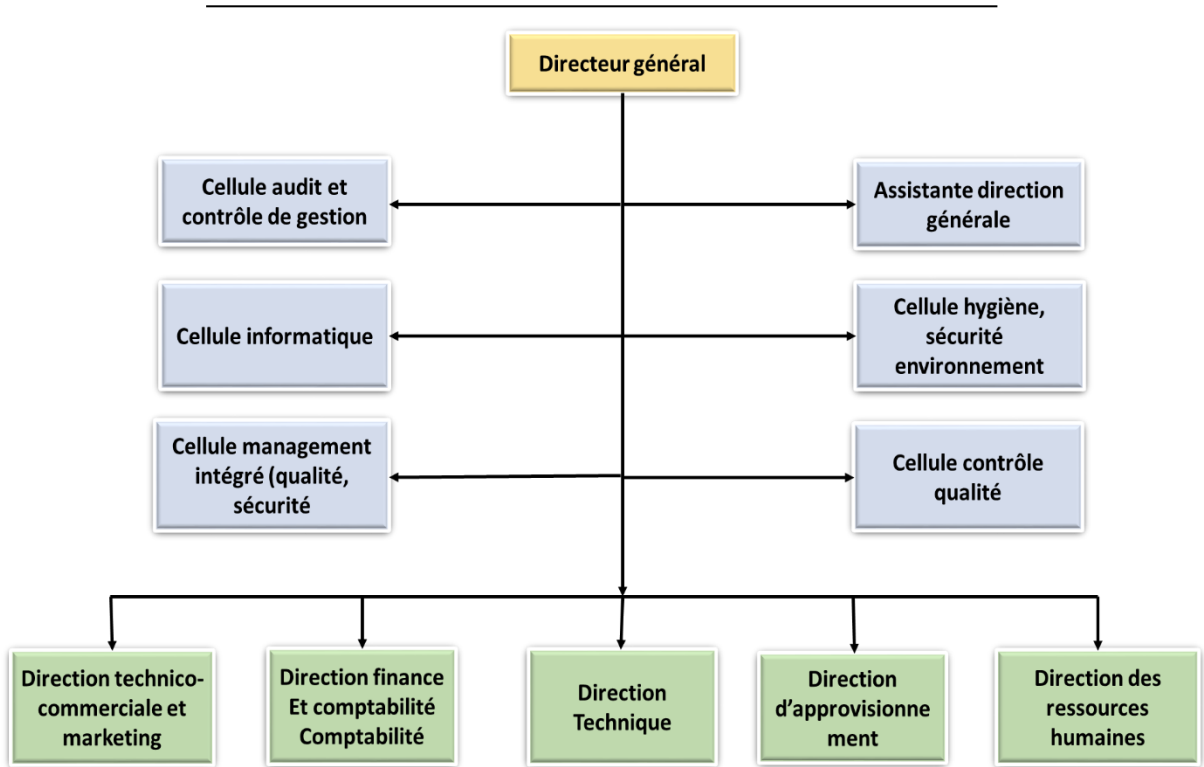 Directeur général
Cellule audit et
contrôle de gestion
Assistante direction
générale
Cellule informatique
Cellule hygiène,
sécurité
environnement
Cellule management
intégré (qualité,
sécurité
Cellule contrôle
qualité
Direction technico-
commerciale et
marketing
Direction finance
Et comptabilité
Comptabilité
Direction
Technique
Direction
d’approvisionne
ment
Direction des
ressources
humaines